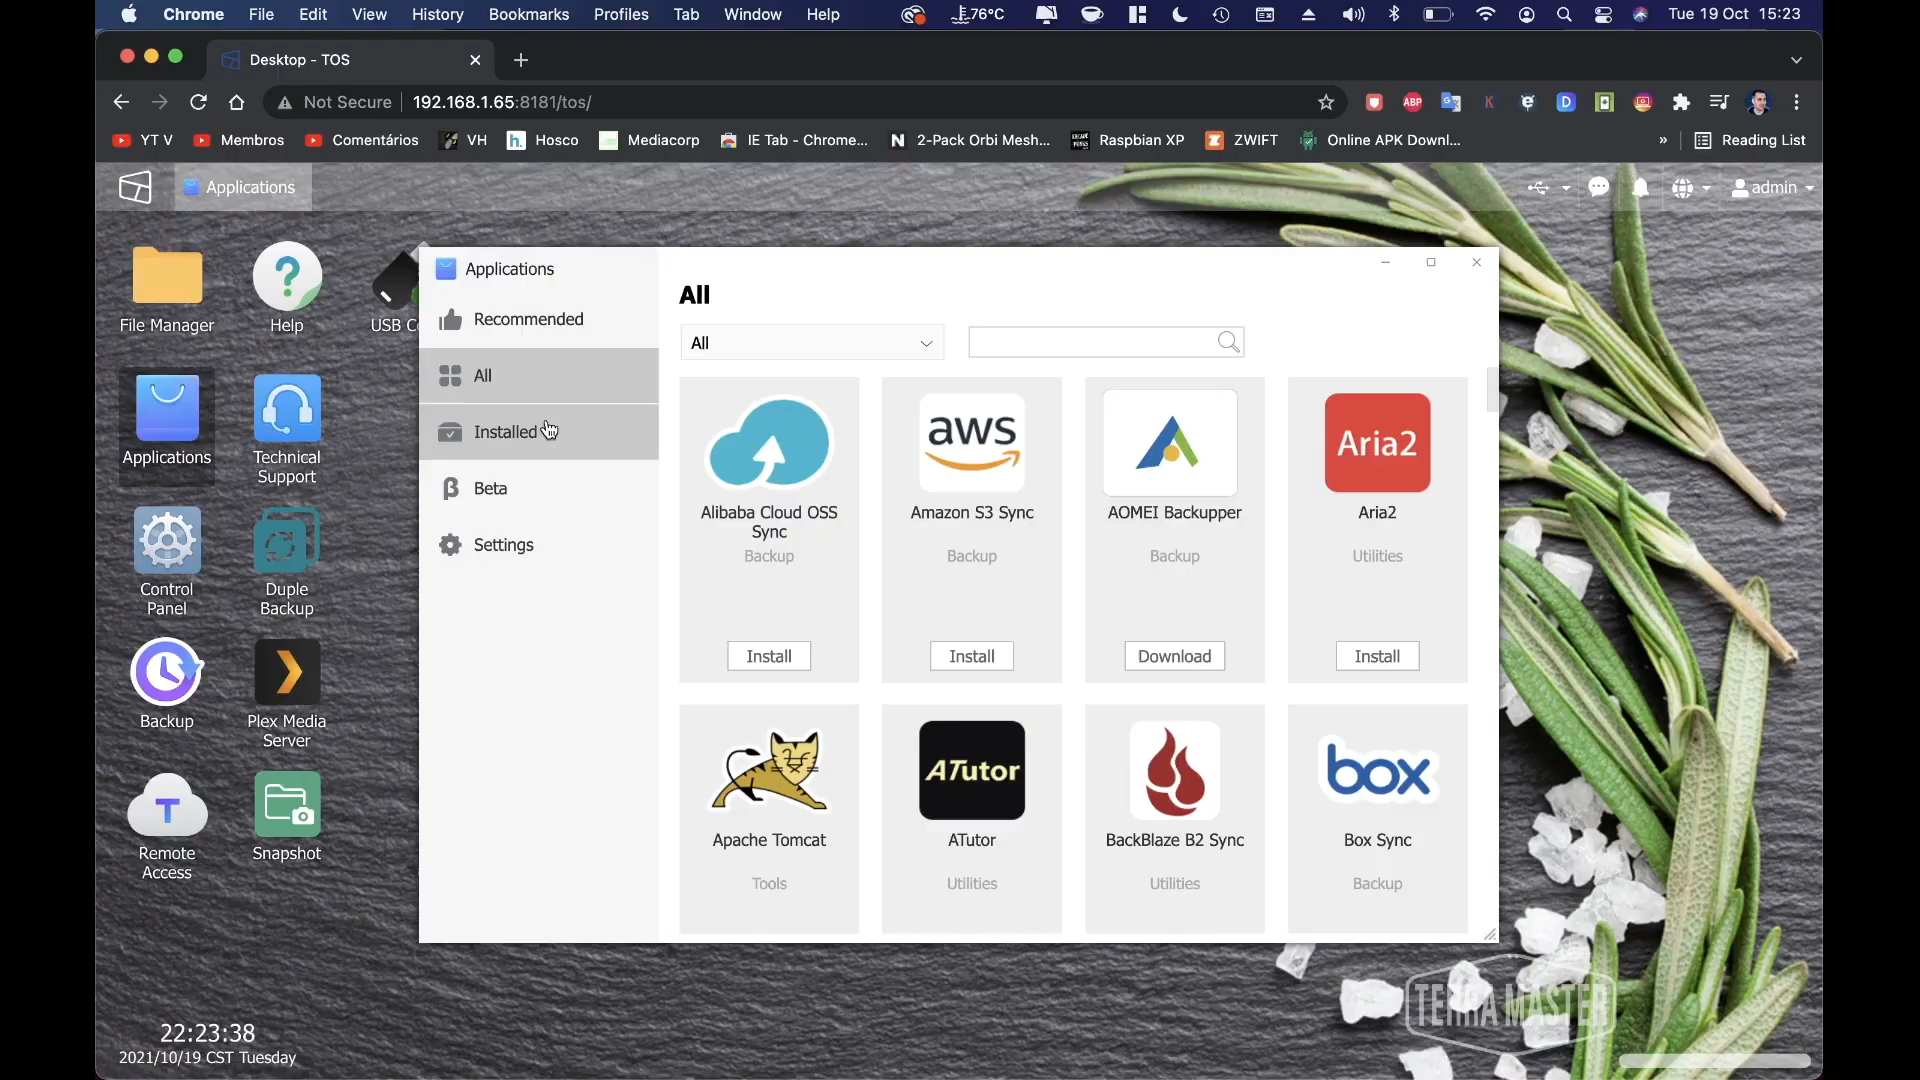 Chrome File Edit View History Bookmarks Profiles Tab Window Help 76°C Tue 19 Oct 15:23
Desktop - TOS
Not Secure 192.168.1.65:8181/tos/ ABP K D
YT V Membros Comentários VH h. Hosco Mediacorp IE Tab - Chrome... N 2-Pack Orbi Mesh... Raspbian XP ZWIFT Online APK Downl... » Reading List
Applications admin
File Manager
Help
USB C
Applications
Technical
Support
Control
Panel
Duple
Backup
Backup
Plex Media
Server
T
Remote
Access
Snapshot
22:23:38
2021/10/19 CST Tuesday
Applications
Recommended
All
Installed
β Beta
Settings
All
All
Alibaba Cloud OSS
Sync
Backup
Install
aws
Amazon S3 Sync
Backup
Install
AOMEI Backupper
Backup
Download
Aria2
Aria2
Utilities
Install
Apache Tomcat
Tools
ATutor
ATutor
Utilities
BackBlaze B2 Sync
Utilities
box
Box Sync
Backup
TERRAMASTER